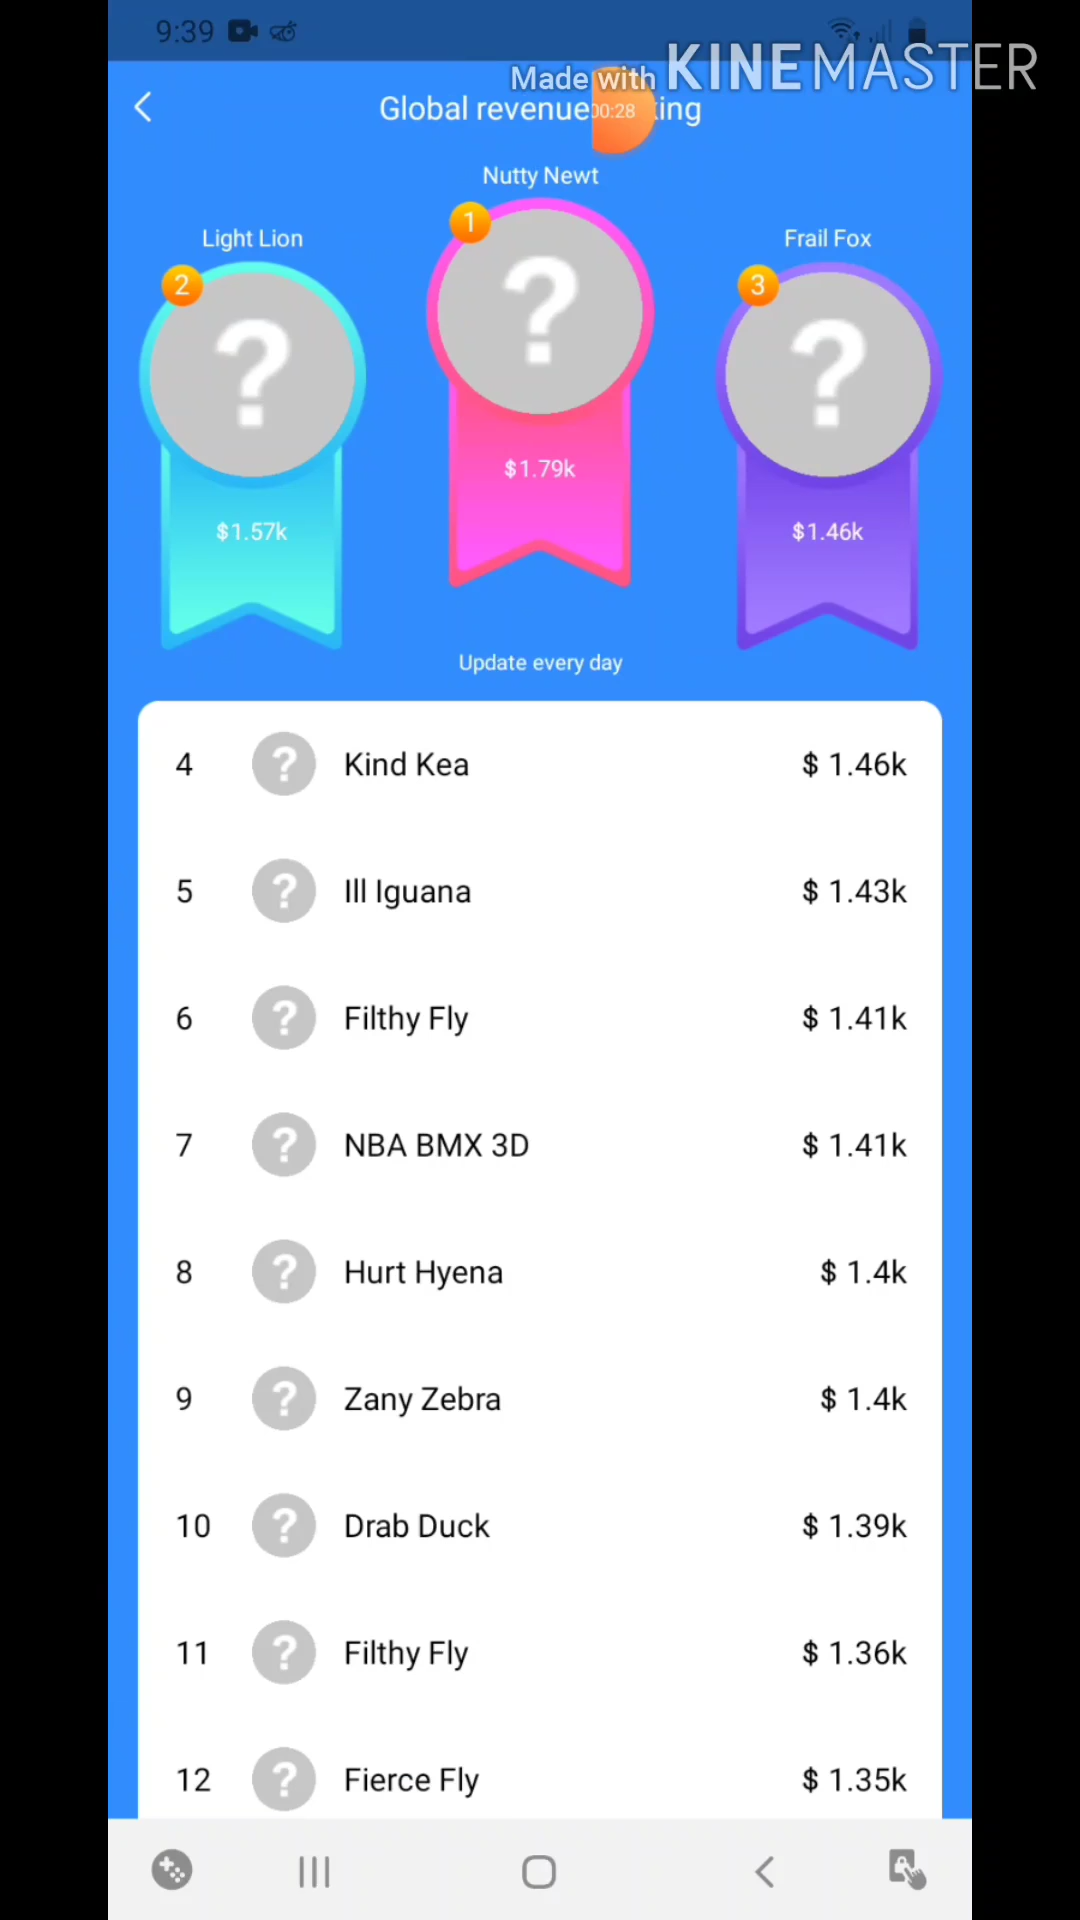 9:39
Made with KINEMASTER
Global revenue 00:28 king
Nutty Newt
1
Light Lion
2
Frail Fox
3
$1.79k
$1.57k
$1.46k
Update every day
4 Kind Kea $ 1.46k
5 Ill Iguana $ 1.43k
6 Filthy Fly $ 1.41k
7 NBA BMX 3D $ 1.41k
8 Hurt Hyena $ 1.4k
9 Zany Zebra $ 1.4k
10 Drab Duck $ 1.39k
11 Filthy Fly $ 1.36k
12 Fierce Fly $ 1.35k